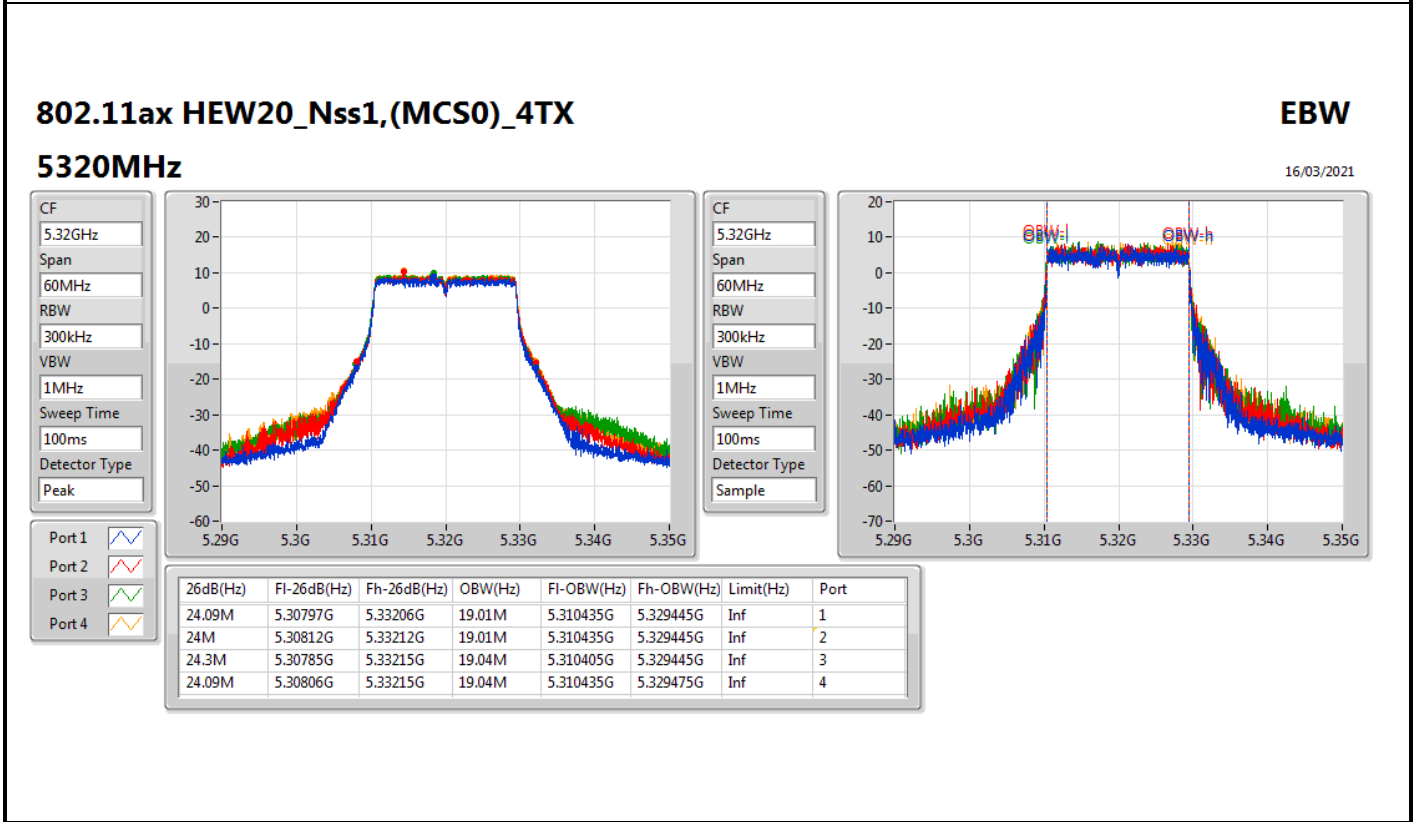 802.11ax HEW20_Nss1,(MCS0)_4TX
EBW
5320MHz
16/03/2021
CF
5.32GHz
Span
60MHz
RBW
300kHz
VBW
1MHz
Sweep Time
100ms
Detector Type
Peak
30
20
10
0
-10
-20
-30
-40
-50
-60
5.29G 5.3G 5.31G 5.32G 5.33G 5.34G 5.35G
CF
5.32GHz
Span
60MHz
RBW
300kHz
VBW
1MHz
Sweep Time
100ms
Detector Type
Sample
20
10
0
-10
-20
-30
-40
-50
-60
-70
OBW-l OBW-h
5.29G 5.3G 5.31G 5.32G 5.33G 5.34G 5.35G
Port 1
Port 2
Port 3
Port 4
26dB(Hz) Fl-26dB(Hz) Fh-26dB(Hz) OBW(Hz) Fl-OBW(Hz) Fh-OBW(Hz) Limit(Hz) Port
24.09M 5.30797G 5.33206G 19.01M 5.310435G 5.329445G Inf 1
24M 5.30812G 5.33212G 19.01M 5.310435G 5.329445G Inf 2
24.3M 5.30785G 5.33215G 19.04M 5.310405G 5.329445G Inf 3
24.09M 5.30806G 5.33215G 19.04M 5.310435G 5.329475G Inf 4